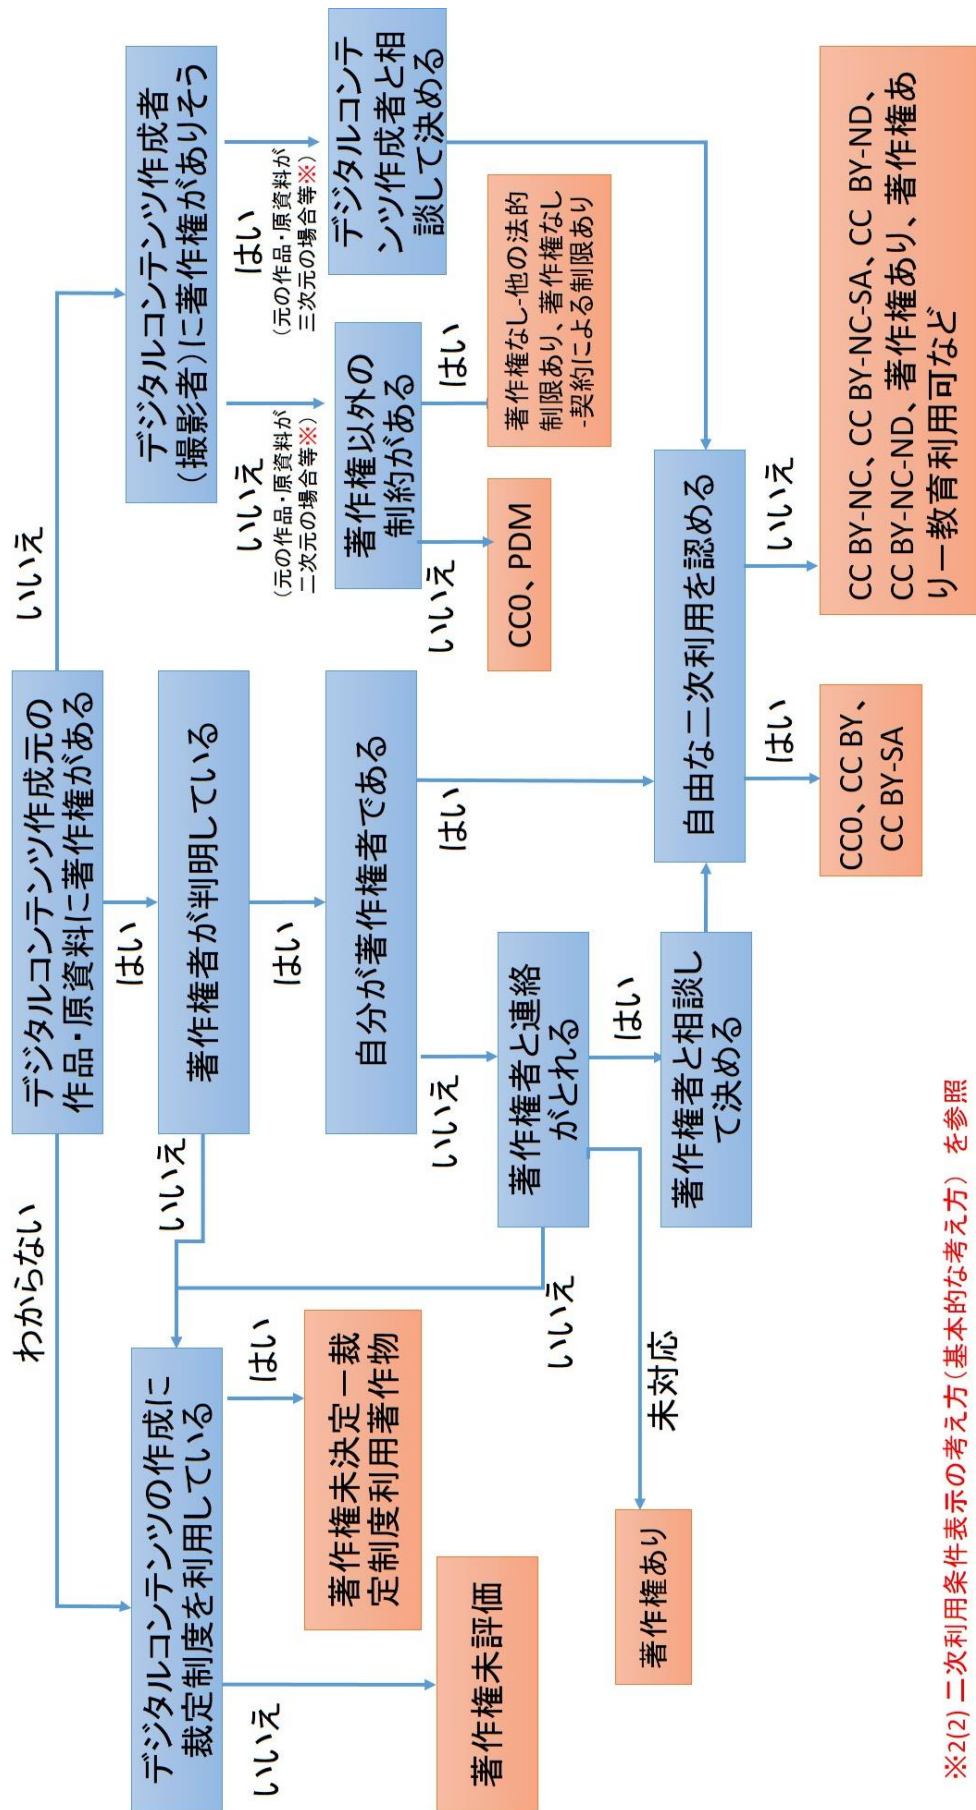 デジタルコンテンツ作成元の
作品・原資料に著作権がある
わからない
はい
いいえ
デジタルコンテンツの作成に
裁定制度を利用している
いいえ
著作権者が判明している
デジタルコンテンツ作成者
(撮影者)に著作権がありそう
はい
はい
いいえ
(元の作品・原資料が
二次元の場合等※)
はい
(元の作品・原資料が
三次元の場合等※)
いいえ
著作権未決定ー裁
定制度利用著作物
自分が著作権者である
著作権以外の
制約がある
デジタルコンテ
ンツ作成者と相
談して決める
著作権未評価
いいえ
はい
いいえ
はい
著作権者と連絡
がとれる
CC0、PDM
著作権なし-他の法的
制限あり、著作権なし
-契約による制限あり
いいえ
はい
未対応
著作権あり
著作権者と相談し
て決める
自由な二次利用を認める
はい
いいえ
CC0、CC BY、
CC BY-SA
CC BY-NC、CC BY-NC-SA、CC BY-ND、
CC BY-NC-ND、著作権あり、著作権あ
りー教育利用可など
※2(2) 二次利用条件表示の考え方(基本的な考え方) を参照